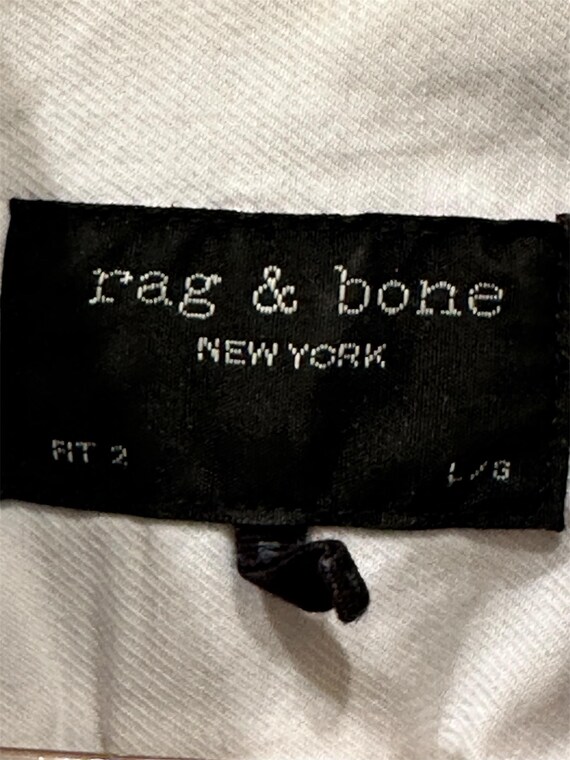 rag & bone
NEW YORK
FIT 2
L/G